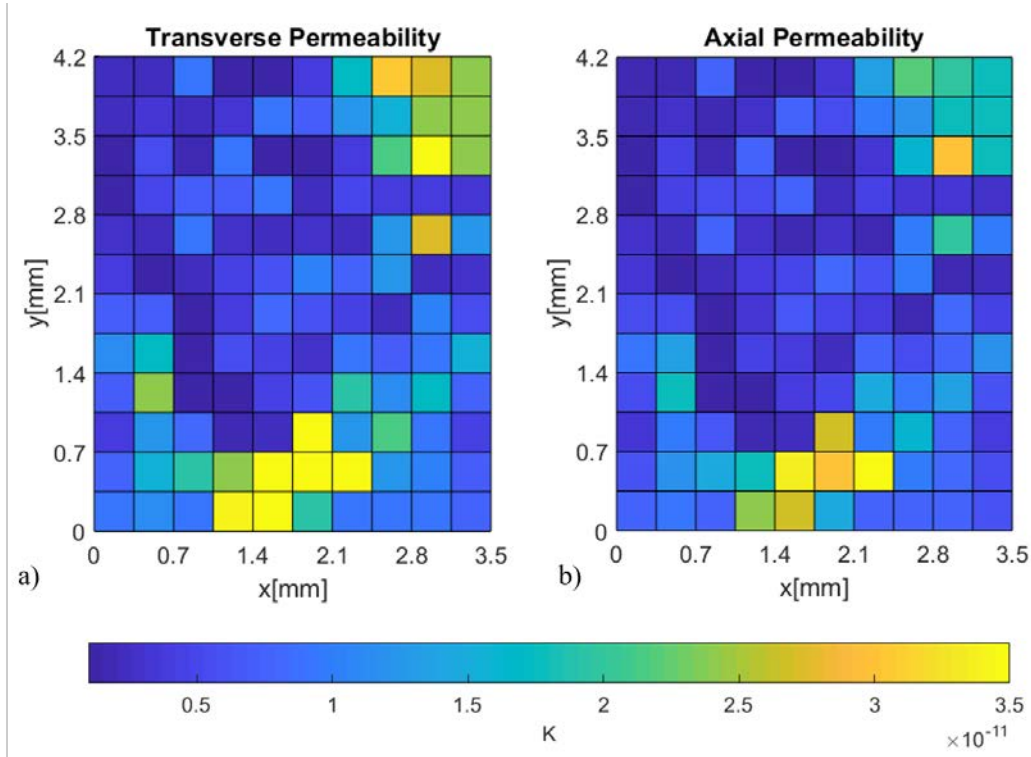 Transverse Permeability
4.2
3.5
2.8
2.1
1.4
0.7
0
y[mm]
0 0.7 1.4 2.1 2.8 3.5
x[mm]
a)
Axial Permeability
4.2
3.5
2.8
2.1
1.4
0.7
0
y[mm]
0 0.7 1.4 2.1 2.8 3.5
x[mm]
b)
0.5 1 1.5 2 2.5 3 3.5
K
×10⁻¹¹